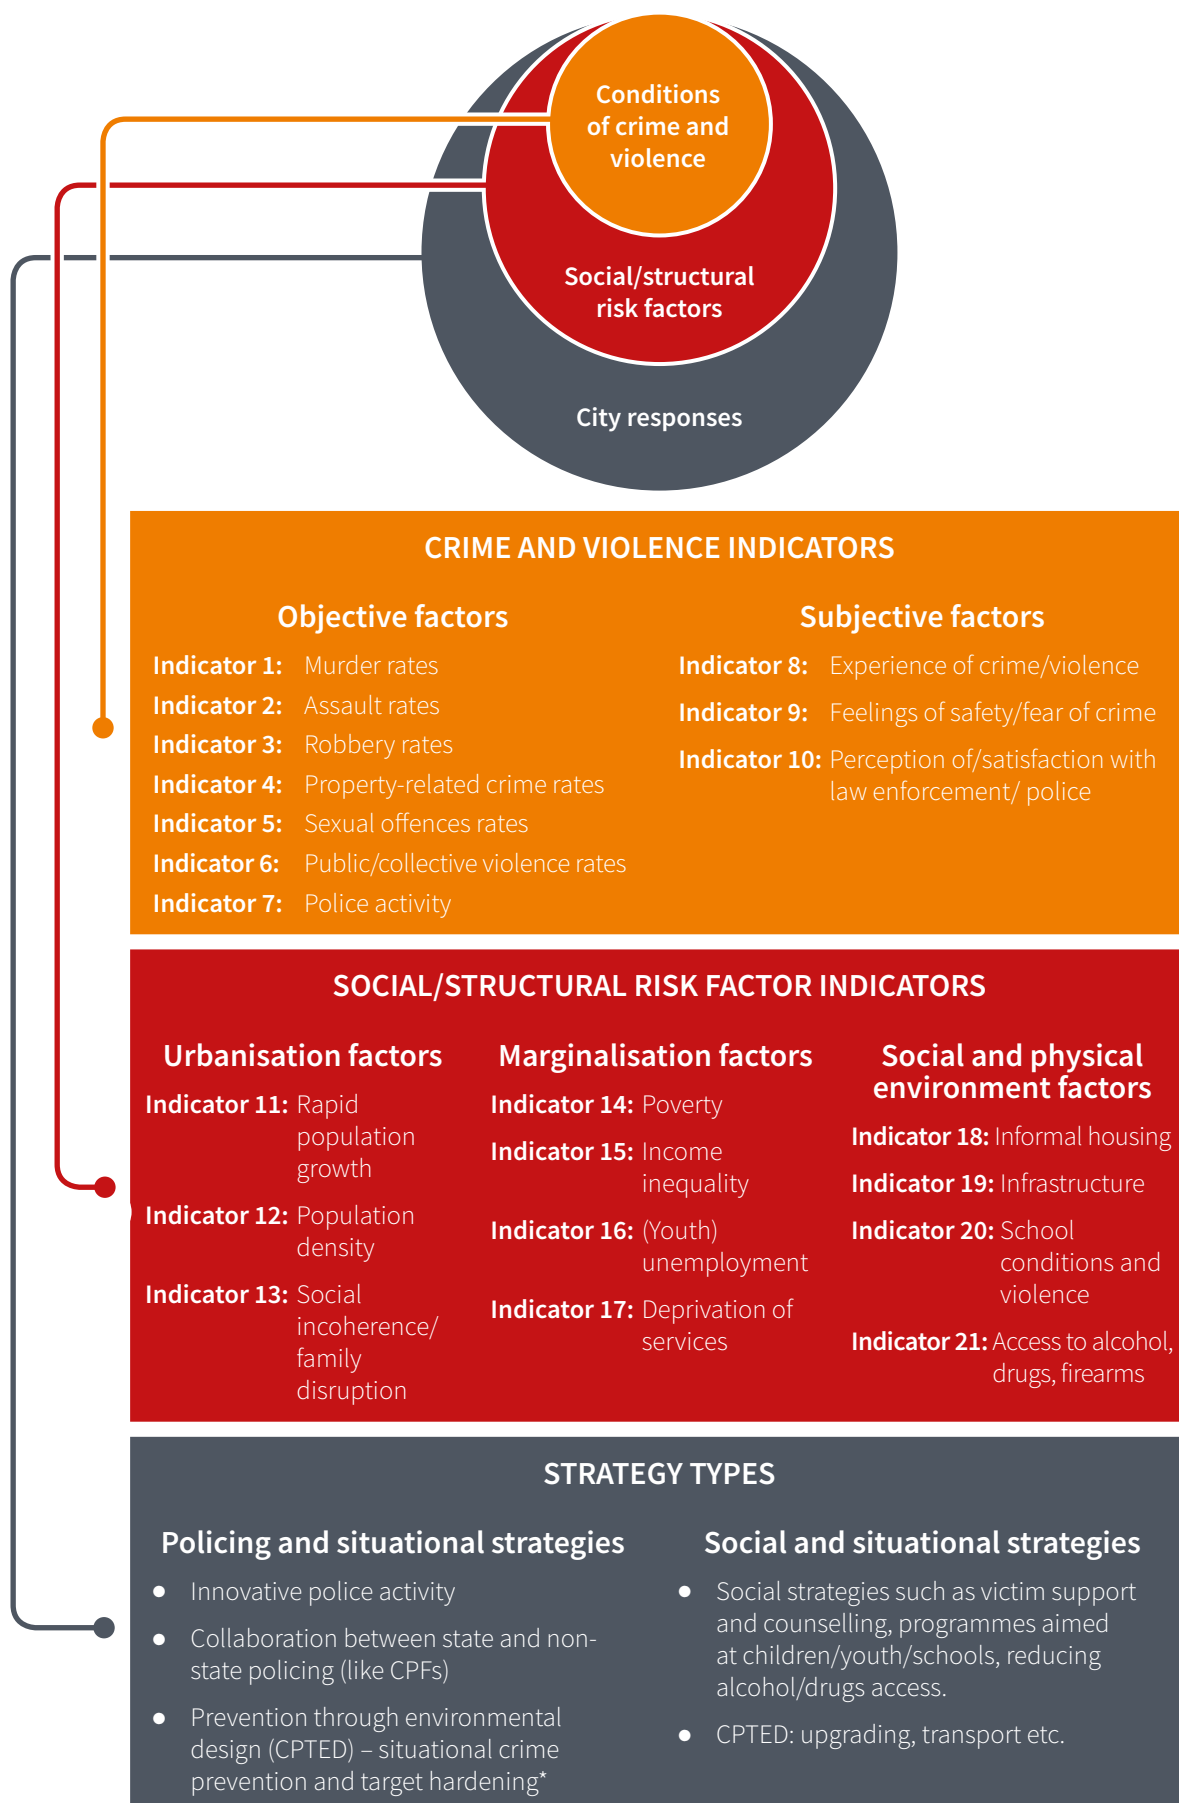 Conditions
of crime and
violence
Social/structural
risk factors
City responses
CRIME AND VIOLENCE INDICATORS
Objective factors
Indicator 1: Murder rates
Indicator 2: Assault rates
Indicator 3: Robbery rates
Indicator 4: Property-related crime rates
Indicator 5: Sexual offences rates
Indicator 6: Public/collective violence rates
Indicator 7: Police activity
Subjective factors
Indicator 8: Experience of crime/violence
Indicator 9: Feelings of safety/fear of crime
Indicator 10: Perception of/satisfaction with
law enforcement/ police
SOCIAL/STRUCTURAL RISK FACTOR INDICATORS
Urbanisation factors
Indicator 11: Rapid
population
growth
Indicator 12: Population
density
Indicator 13: Social
incoherence/
family
disruption
Marginalisation factors
Indicator 14: Poverty
Indicator 15: Income
inequality
Indicator 16: (Youth)
unemployment
Indicator 17: Deprivation of
services
Social and physical
environment factors
Indicator 18: Informal housing
Indicator 19: Infrastructure
Indicator 20: School
conditions and
violence
Indicator 21: Access to alcohol,
drugs, firearms
STRATEGY TYPES
Policing and situational strategies
● Innovative police activity
● Collaboration between state and non-
state policing (like CPFs)
● Prevention through environmental
design (CPTED) – situational crime
prevention and target hardening*
Social and situational strategies
● Social strategies such as victim support
and counselling, programmes aimed
at children/youth/schools, reducing
alcohol/drugs access.
● CPTED: upgrading, transport etc.